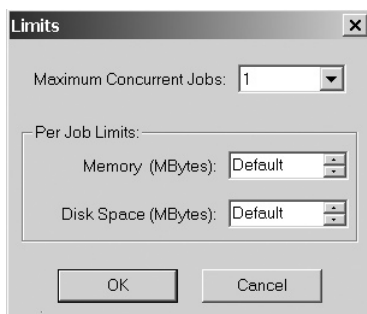 Limits
Maximum Concurrent Jobs: 1
Per Job Limits:
Memory (MBytes): Default
Disk Space (MBytes): Default
OK Cancel